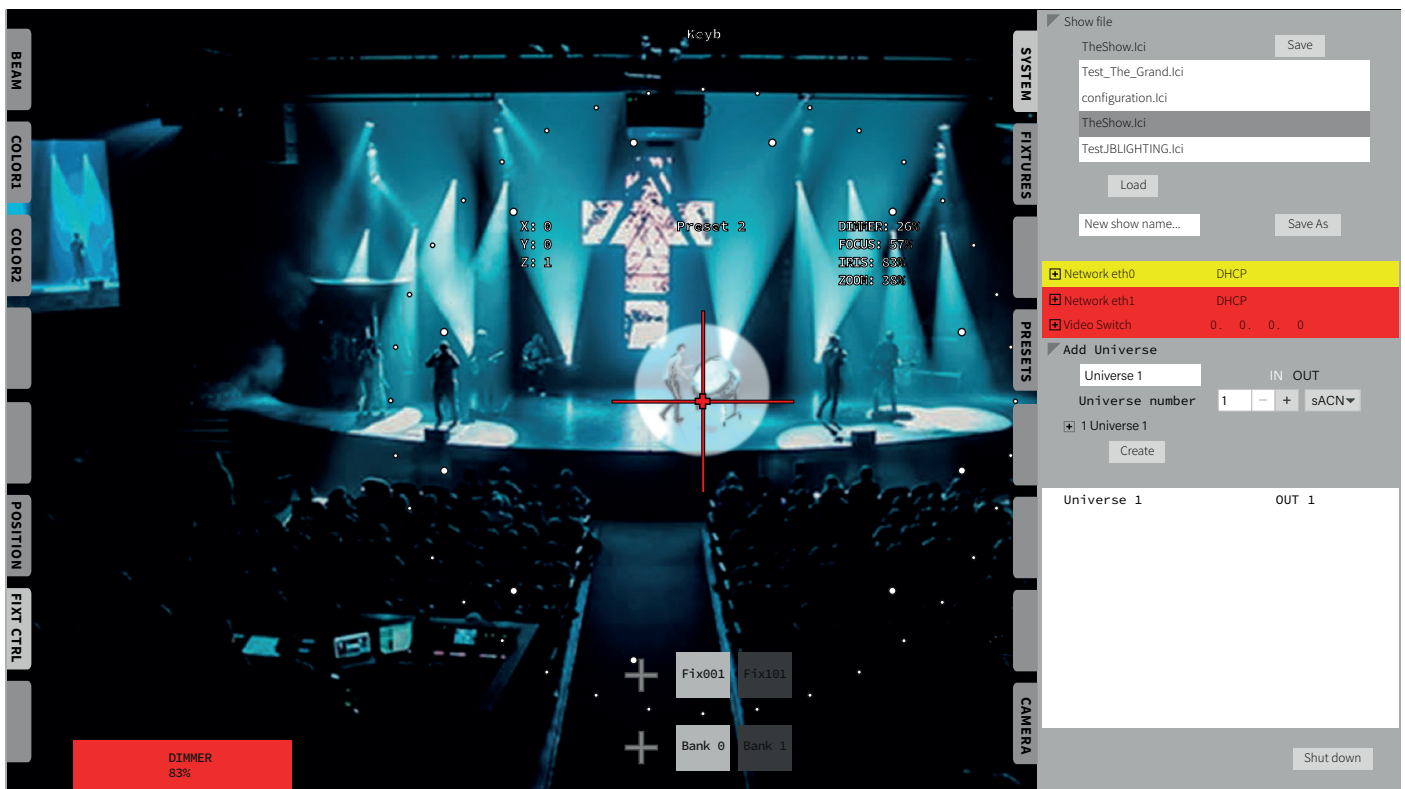 BEAM
COLOR1
COLOR2
POSITION
FIXT CTRL
Keyb
X: 0
Y: 0
Z: 1
Preset 2
DIMMER: 26%
FOCUS: 57%
IRIS: 83%
ZOOM: 38%
Fix001 Fix101
Bank 0 Bank 1
DIMMER
83%
SYSTEM
FIXTURES
PRESETS
CAMERA
Show file
TheShow.lci Save
Test_The_Grand.lci
configuration.lci
TheShow.lci
TestJBLIGHTING.lci
Load
New show name... Save As
Network eth0 DHCP
Network eth1 DHCP
Video Switch 0. 0. 0. 0
Add Universe
Universe 1 IN OUT
Universe number 1 − + sACN
1 Universe 1
Create
Universe 1 OUT 1
Shut down